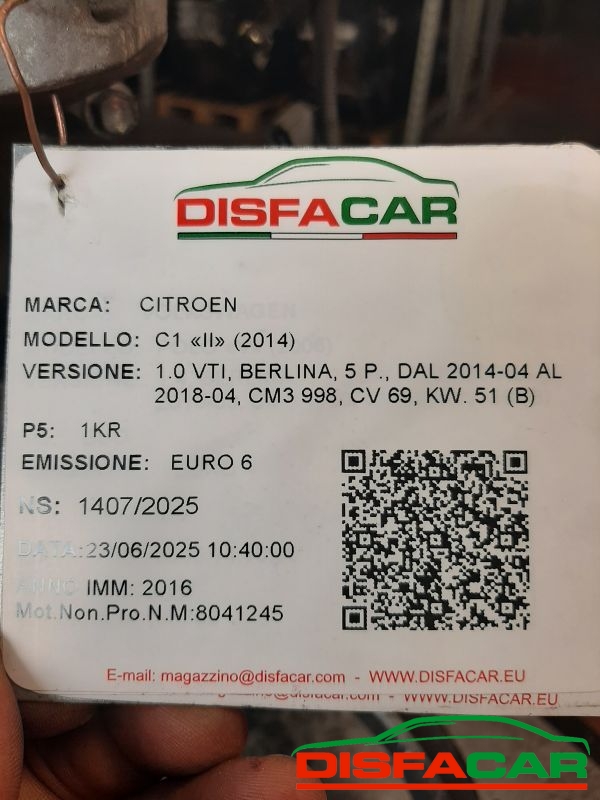 DISFACAR
MARCA: CITROEN
MODELLO: C1 «II» (2014)
VERSIONE: 1.0 VTI, BERLINA, 5 P., DAL 2014-04 AL
2018-04, CM3 998, CV 69, KW. 51 (B)
P5: 1KR
EMISSIONE: EURO 6
NS: 1407/2025
DATA:23/06/2025 10:40:00
ANNO IMM: 2016
Mot.Non.Pro.N.M:8041245
E-mail: magazzino@disfacar.com - WWW.DISFACAR.EU
magazzino@disfacar.com - WWW.DISFACAR.EU
DISFACAR